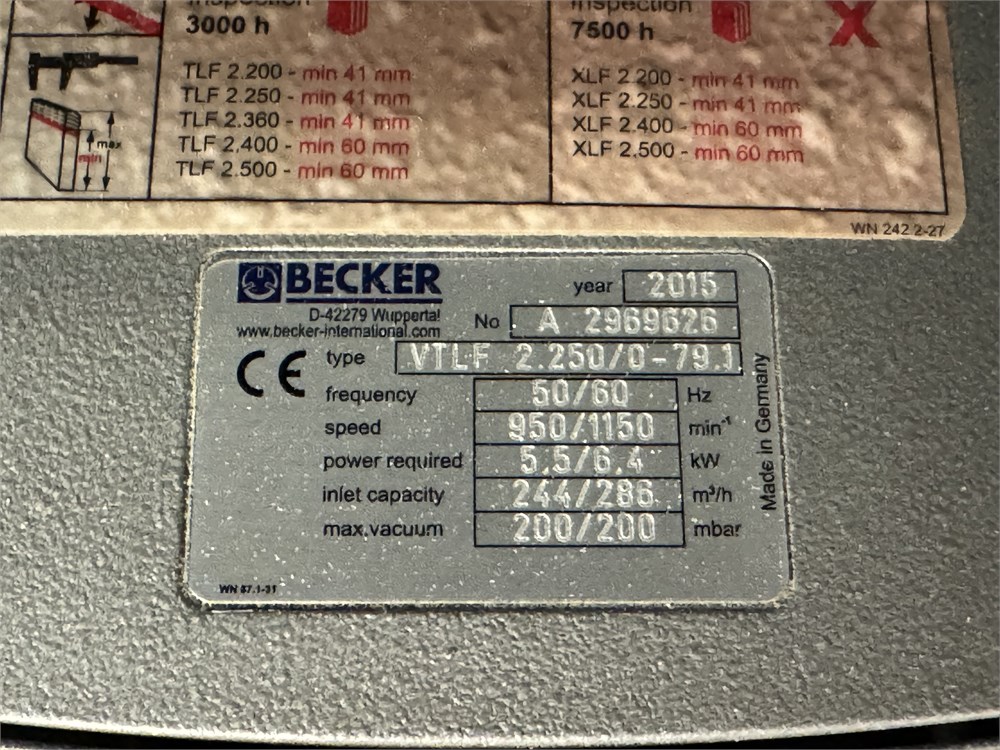 inspection
3000 h
TLF 2.200 - min 41 mm
TLF 2.250 - min 41 mm
TLF 2.360 - min 41 mm
TLF 2.400 - min 60 mm
TLF 2.500 - min 60 mm
inspection
7500 h
X
XLF 2.200 - min 41 mm
XLF 2.250 - min 41 mm
XLF 2.400 - min 60 mm
XLF 2.500 - min 60 mm
max
min
WN 242 2-27
BECKER
D-42279 Wuppertal
www.becker-international.com
year 2015
No A 2969626
CE
type VTLF 2.250/0-79.1
frequency 50/60 Hz
speed 950/1150 min⁻¹
power required 5,5/6,4 kW
inlet capacity 244/286 m³/h
max.vacuum 200/200 mbar
Made in Germany
WN 87.1-31